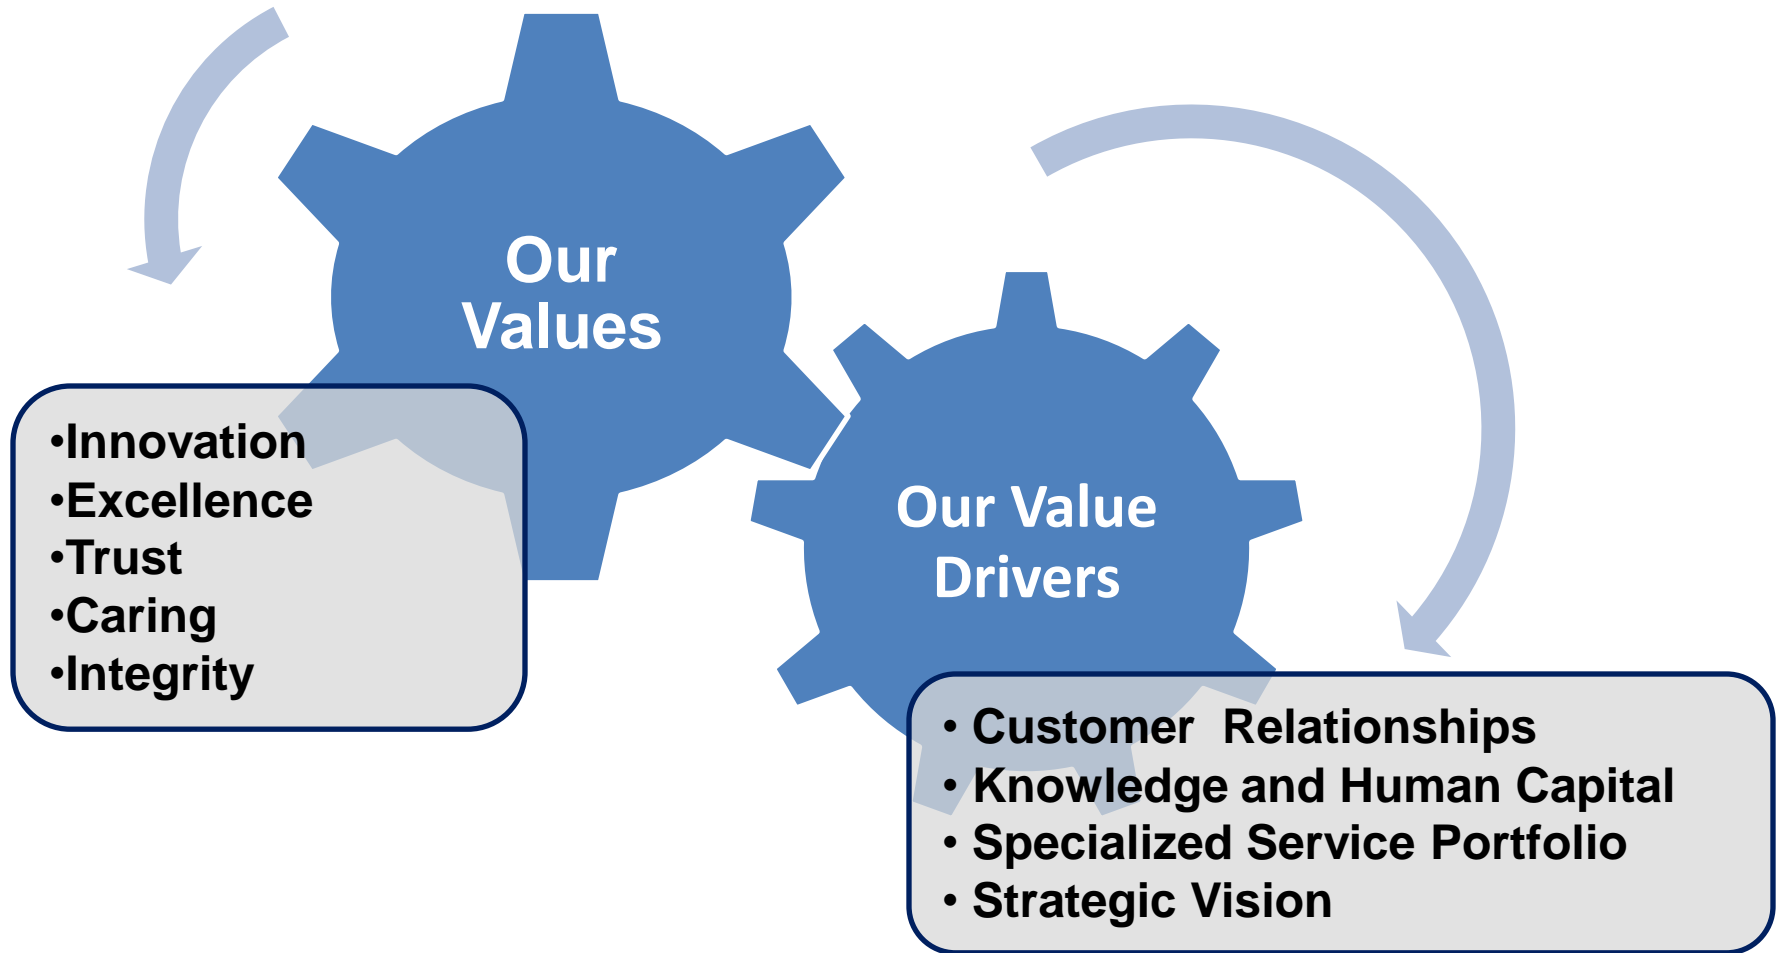 Our
Values
•Innovation
•Excellence
•Trust
•Caring
•Integrity
Our Value
Drivers
• Customer  Relationships
• Knowledge and Human Capital
• Specialized Service Portfolio
• Strategic Vision